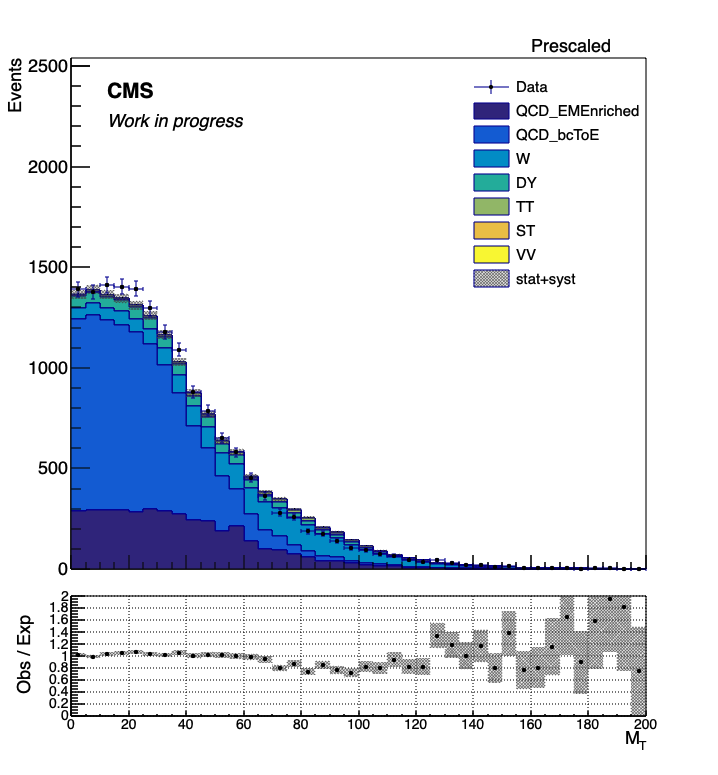 Prescaled
Events
2500
2000
1500
1000
500
0
CMS
Work in progress
Data
QCD_EMEnriched
QCD_bcToE
W
DY
TT
ST
VV
stat+syst
Obs / Exp
2
1.8
1.6
1.4
1.2
1
0.8
0.6
0.4
0.2
0
0 20 40 60 80 100 120 140 160 180 200
M_T